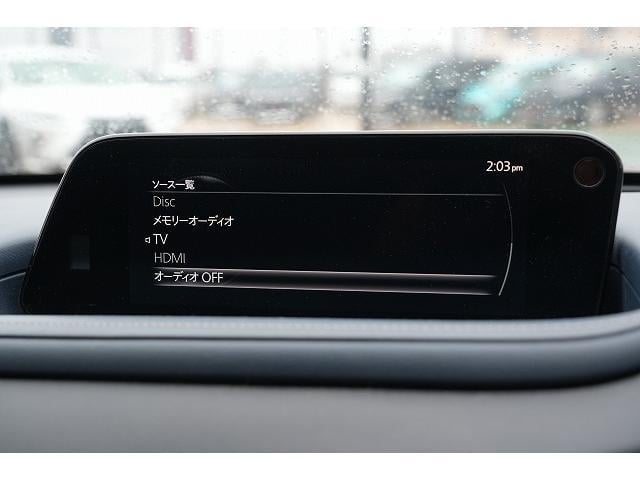 2:03pm
ソース一覧
Disc
メモリーオーディオ
TV
HDMI
オーディオ OFF